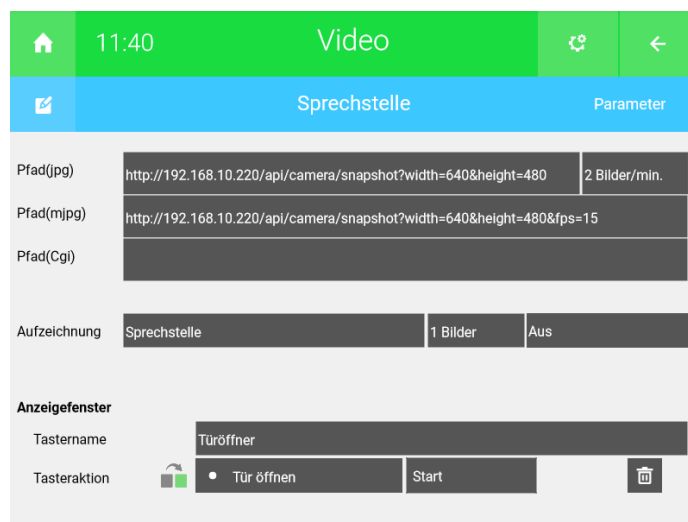 11:40 Video
Sprechstelle Parameter
Pfad(jpg) http://192.168.10.220/api/camera/snapshot?width=640&height=480 2 Bilder/min.
Pfad(mjpg) http://192.168.10.220/api/camera/snapshot?width=640&height=480&fps=15
Pfad(Cgi)
Aufzeichnung Sprechstelle 1 Bilder Aus
Anzeigefenster
Tastername Türöffner
Tasteraktion Tür öffnen Start